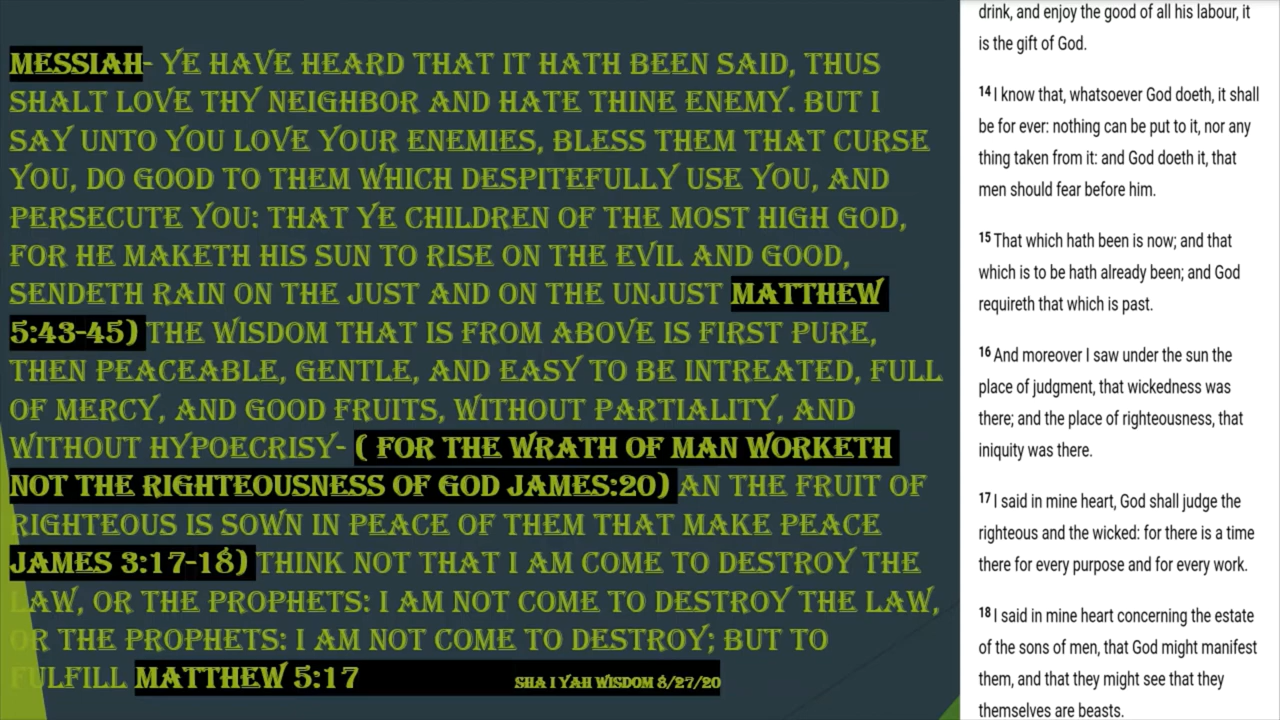 MESSIAH- YE HAVE HEARD THAT IT HATH BEEN SAID, THUS
SHALT LOVE THY NEIGHBOR AND HATE THINE ENEMY. BUT I
SAY UNTO YOU LOVE YOUR ENEMIES, BLESS THEM THAT CURSE
YOU, DO GOOD TO THEM WHICH DESPITEFULLY USE YOU, AND
PERSECUTE YOU: THAT YE CHILDREN OF THE MOST HIGH GOD,
FOR HE MAKETH HIS SUN TO RISE ON THE EVIL AND GOOD,
SENDETH RAIN ON THE JUST AND ON THE UNJUST MATTHEW
5:43-45) THE WISDOM THAT IS FROM ABOVE IS FIRST PURE,
THEN PEACEABLE, GENTLE, AND EASY TO BE INTREATED, FULL
OF MERCY, AND GOOD FRUITS, WITHOUT PARTIALITY, AND
WITHOUT HYPOECRISY- ( FOR THE WRATH OF MAN WORKETH
NOT THE RIGHTEOUSNESS OF GOD JAMES:20) AN THE FRUIT OF
RIGHTEOUS IS SOWN IN PEACE OF THEM THAT MAKE PEACE
JAMES 3:17-18) THINK NOT THAT I AM COME TO DESTROY THE
LAW, OR THE PROPHETS: I AM NOT COME TO DESTROY THE LAW,
OR THE PROPHETS: I AM NOT COME TO DESTROY; BUT TO
FULFILL MATTHEW 5:17 SHA I YAH WISDOM 8/27/20
drink, and enjoy the good of all his labour, it
is the gift of God.
14 I know that, whatsoever God doeth, it shall
be for ever: nothing can be put to it, nor any
thing taken from it: and God doeth it, that
men should fear before him.
15 That which hath been is now; and that
which is to be hath already been; and God
requireth that which is past.
16 And moreover I saw under the sun the
place of judgment, that wickedness was
there; and the place of righteousness, that
iniquity was there.
17 I said in mine heart, God shall judge the
righteous and the wicked: for there is a time
there for every purpose and for every work.
18 I said in mine heart concerning the estate
of the sons of men, that God might manifest
them, and that they might see that they
themselves are beasts.